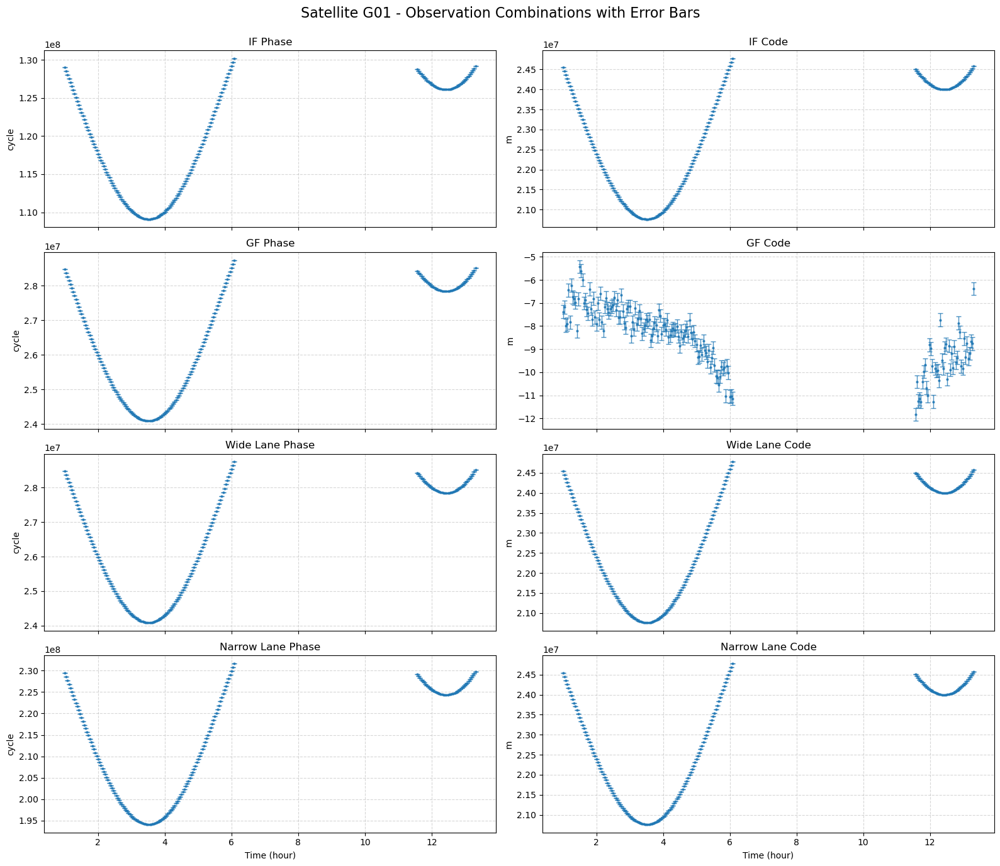 Satellite G01 - Observation Combinations with Error Bars
IF Phase
1e8
1.30
1.25
1.20
1.15
1.10
cycle
IF Code
1e7
2.45
2.40
2.35
2.30
2.25
2.20
2.15
2.10
m
GF Phase
1e7
2.8
2.7
2.6
2.5
2.4
cycle
GF Code
−5
−6
−7
−8
−9
−10
−11
−12
m
Wide Lane Phase
1e7
2.8
2.7
2.6
2.5
2.4
cycle
Wide Lane Code
1e7
2.45
2.40
2.35
2.30
2.25
2.20
2.15
2.10
m
Narrow Lane Phase
1e8
2.30
2.25
2.20
2.15
2.10
2.05
2.00
1.95
cycle
2 4 6 8 10 12
Time (hour)
Narrow Lane Code
1e7
2.45
2.40
2.35
2.30
2.25
2.20
2.15
2.10
m
2 4 6 8 10 12
Time (hour)